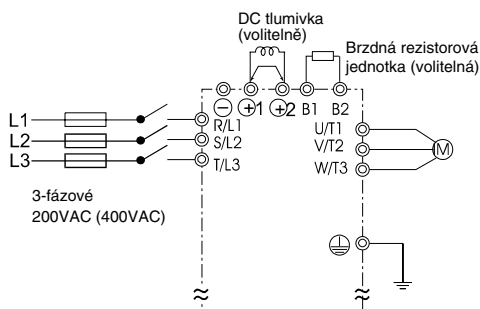 DC tlumivka
(volitelně)
Brzdná rezistorová
jednotka (volitelná)
− +1 +2 B1 B2
L1
L2
L3
R/L1
S/L2
T/L3
U/T1
V/T2
W/T3
M
3-fázové
200VAC (400VAC)